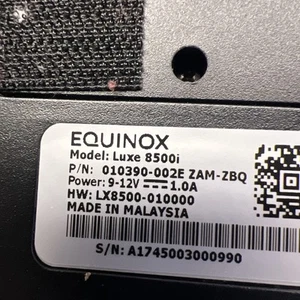 EQUINOX
Model: Luxe 8500i
P/N: 010390-002E ZAM-ZBQ
Power: 9-12V ⎓ 1.0A
HW: LX8500-010000
MADE IN MALAYSIA
S/N: A1745003000990